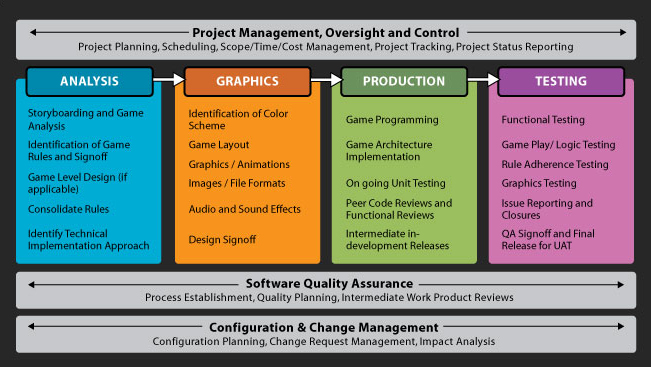 Project Management, Oversight and Control
Project Planning, Scheduling, Scope/Time/Cost Management, Project Tracking, Project Status Reporting
ANALYSIS
Storyboarding and Game
Analysis
Identification of Game
Rules and Signoff
Game Level Design (if
applicable)
Consolidate Rules
Identify Technical
Implementation Approach
GRAPHICS
Identification of Color
Scheme
Game Layout
Graphics / Animations
Images / File Formats
Audio and Sound Effects
Design Signoff
PRODUCTION
Game Programming
Game Architecture
Implementation
On going Unit Testing
Peer Code Reviews and
Functional Reviews
Intermediate in-
development Releases
TESTING
Functional Testing
Game Play/ Logic Testing
Rule Adherence Testing
Graphics Testing
Issue Reporting and
Closures
QA Signoff and Final
Release for UAT
Software Quality Assurance
Process Establishment, Quality Planning, Intermediate Work Product Reviews
Configuration & Change Management
Configuration Planning, Change Request Management, Impact Analysis